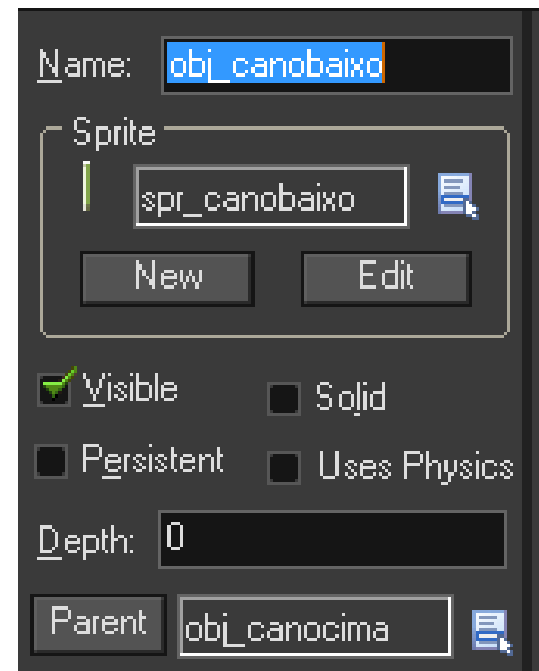 Name: obj_canobaixo
Sprite
spr_canobaixo
New Edit
Visible Solid
Persistent Uses Physics
Depth: 0
Parent obj_canocima